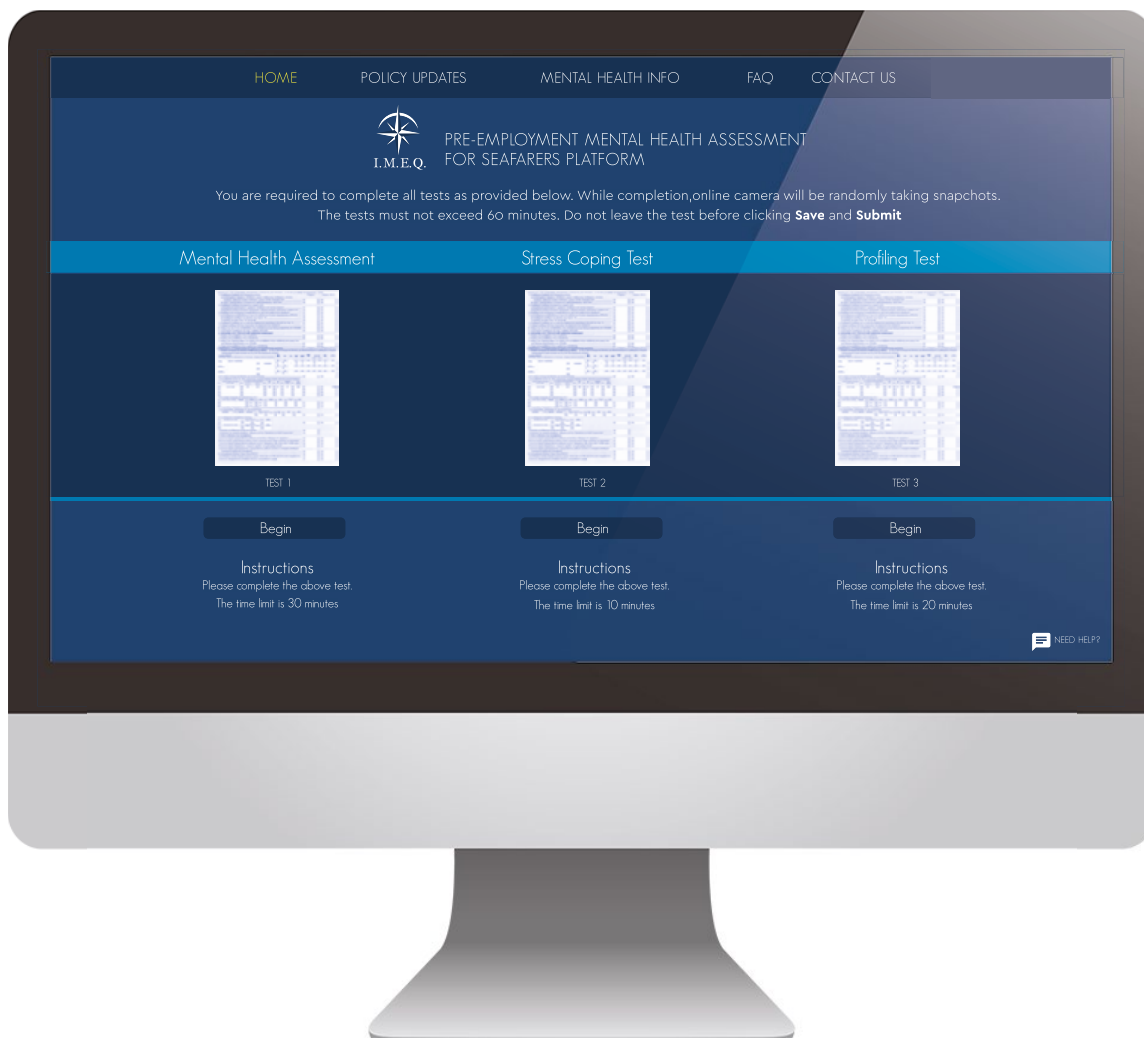 HOME POLICY UPDATES MENTAL HEALTH INFO FAQ CONTACT US
I.M.E.Q.
PRE-EMPLOYMENT MENTAL HEALTH ASSESSMENT
FOR SEAFARERS PLATFORM
You are required to complete all tests as provided below. While completion,online camera will be randomly taking snapchots.
The tests must not exceed 60 minutes. Do not leave the test before clicking Save and Submit
Mental Health Assessment Stress Coping Test Profiling Test
TEST 1 TEST 2 TEST 3
Begin Begin Begin
Instructions Instructions Instructions
Please complete the above test. Please complete the above test. Please complete the above test.
The time limit is 30 minutes The time limit is 10 minutes The time limit is 20 minutes
NEED HELP?